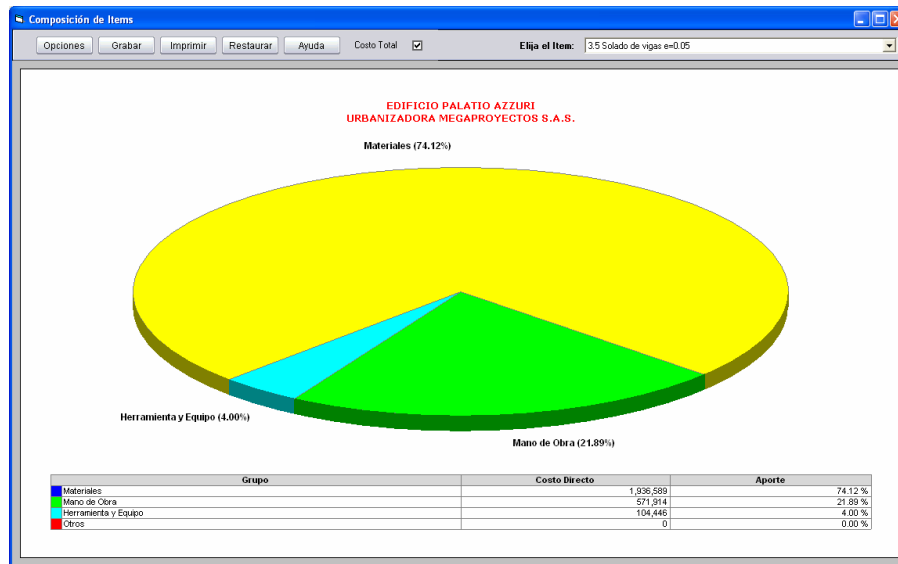 Composición de Items
Opciones Grabar Imprimir Restaurar Ayuda Costo Total Elija el Item: 3.5 Solado de vigas e=0.05
EDIFICIO PALATIO AZZURI
URBANIZADORA MEGAPROYECTOS S.A.S.
Materiales (74.12%)
Herramienta y Equipo (4.00%)
Mano de Obra (21.89%)
Grupo Costo Directo Aporte
Materiales 1,936,589 74.12 %
Mano de Obra 571,914 21.89 %
Herramienta y Equipo 104,446 4.00 %
Otros 0 0.00 %